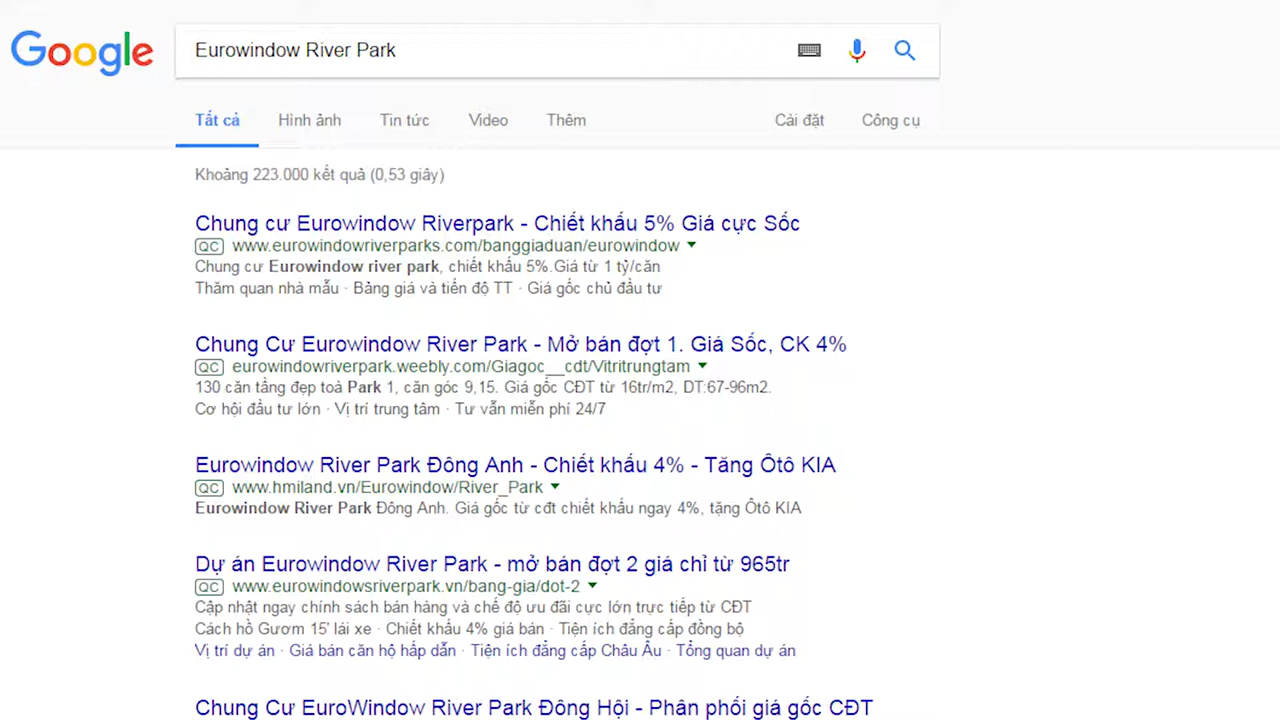 Google
Eurowindow River Park
Tất cả Hình ảnh Tin tức Video Thêm Cài đặt Công cụ
Khoảng 223.000 kết quả (0,53 giây)
Chung cư Eurowindow Riverpark - Chiết khấu 5% Giá cực Sốc
QC www.eurowindowriverparks.com/banggiaduan/eurowindow
Chung cư Eurowindow river park, chiết khấu 5%.Giá từ 1 tỷ/căn
Thăm quan nhà mẫu · Bảng giá và tiến độ TT · Giá gốc chủ đầu tư
Chung Cư Eurowindow River Park - Mở bán đợt 1. Giá Sốc, CK 4%
QC eurowindowriverpark.weebly.com/Giagoc__cdt/Vitritrungtam
130 căn tầng đẹp toà Park 1, căn góc 9,15. Giá gốc CĐT từ 16tr/m2, DT:67-96m2.
Cơ hội đầu tư lớn · Vị trí trung tâm · Tư vấn miễn phí 24/7
Eurowindow River Park Đông Anh - Chiết khấu 4% - Tặng Ôtô KIA
QC www.hmiland.vn/Eurowindow/River_Park
Eurowindow River Park Đông Anh. Giá gốc từ cđt chiết khấu ngay 4%, tặng Ôtô KIA
Dự án Eurowindow River Park - mở bán đợt 2 giá chỉ từ 965tr
QC www.eurowindowsriverpark.vn/bang-gia/dot-2
Cập nhật ngay chính sách bán hàng và chế độ ưu đãi cực lớn trực tiếp từ CĐT
Cách hồ Gươm 15' lái xe · Chiết khấu 4% giá bán · Tiện ích đẳng cấp đồng bộ
Vị trí dự án · Giá bán căn hộ hấp dẫn · Tiện ích đẳng cấp Châu Âu · Tổng quan dự án
Chung Cư EuroWindow River Park Đông Hội - Phân phối giá gốc CĐT